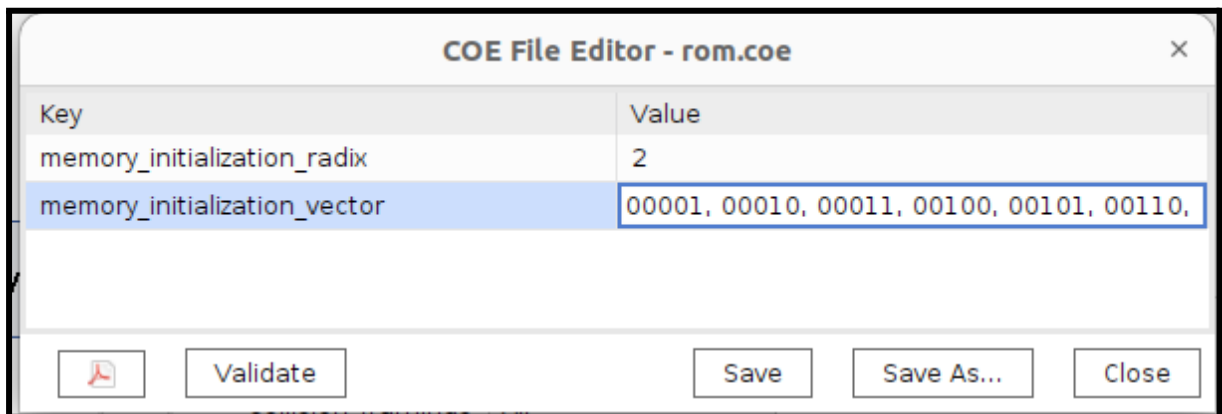 COE File Editor - rom.coe ×
Key Value
memory_initialization_radix 2
memory_initialization_vector 00001, 00010, 00011, 00100, 00101, 00110,
Validate Save Save As... Close